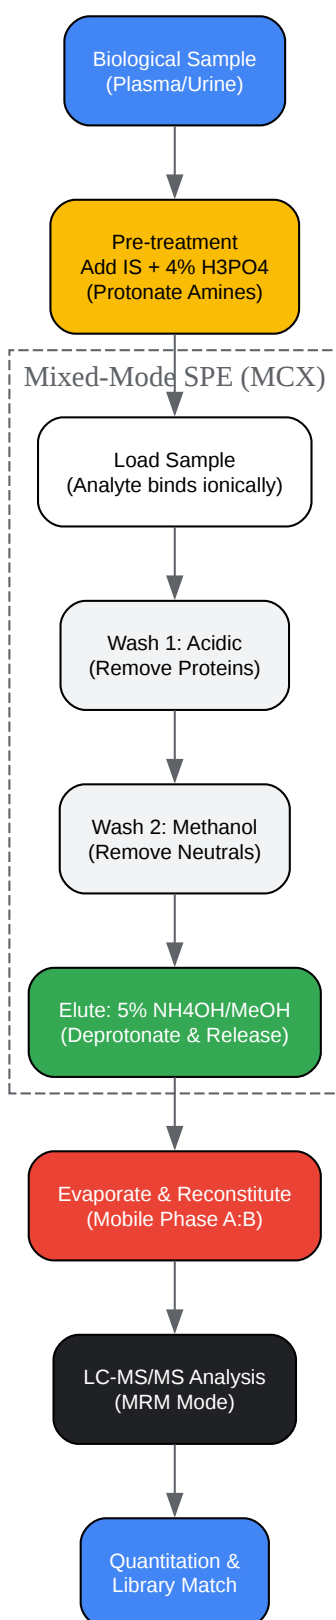 Biological Sample
(Plasma/Urine)
Pre-treatment
Add IS + 4% H3PO4
(Protonate Amines)
Mixed-Mode SPE (MCX)
Load Sample
(Analyte binds ionically)
Wash 1: Acidic
(Remove Proteins)
Wash 2: Methanol
(Remove Neutrals)
Elute: 5% NH4OH/MeOH
(Deprotonate & Release)
Evaporate & Reconstitute
(Mobile Phase A:B)
LC-MS/MS Analysis
(MRM Mode)
Quantitation &
Library Match